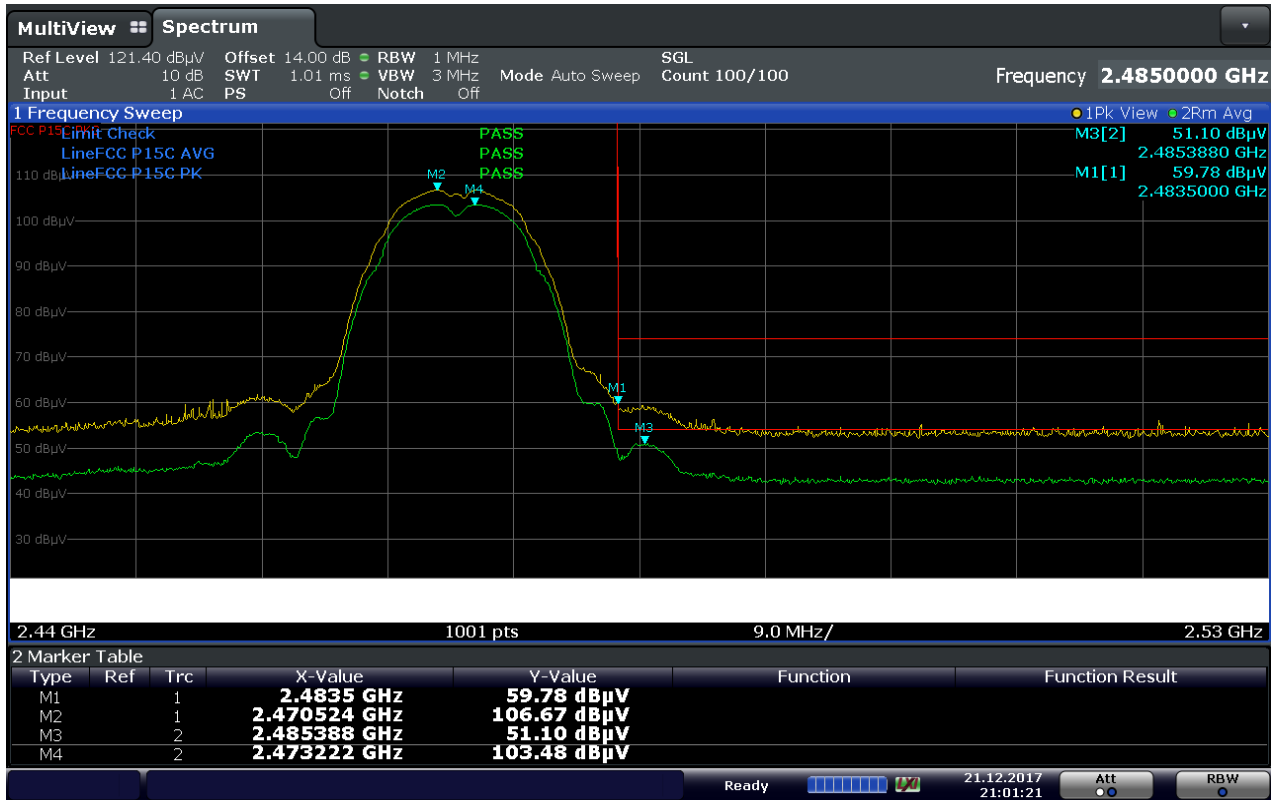 MultiView Spectrum
Ref Level 121.40 dBµV Offset 14.00 dB RBW 1 MHz SGL
Att 10 dB SWT 1.01 ms VBW 3 MHz Mode Auto Sweep Count 100/100 Frequency 2.4850000 GHz
Input 1 AC PS Off Notch Off
1 Frequency Sweep 1Pk View 2Rm Avg
Limit Check PASS M3[2] 51.10 dBµV
LineFCC P15C AVG PASS 2.4853880 GHz
110 dBµV LineFCC P15C PK PASS M1[1] 59.78 dBµV
2.4835000 GHz
M2
M4
100 dBµV
90 dBµV
80 dBµV
70 dBµV
M1
60 dBµV
M3
50 dBµV
40 dBµV
30 dBµV
2.44 GHz 1001 pts 9.0 MHz/ 2.53 GHz
2 Marker Table
Type Ref Trc X-Value Y-Value Function Function Result
M1 1 2.4835 GHz 59.78 dBµV
M2 1 2.470524 GHz 106.67 dBµV
M3 2 2.485388 GHz 51.10 dBµV
M4 2 2.473222 GHz 103.48 dBµV
Ready LXI 21.12.2017 Att RBW
21:01:21